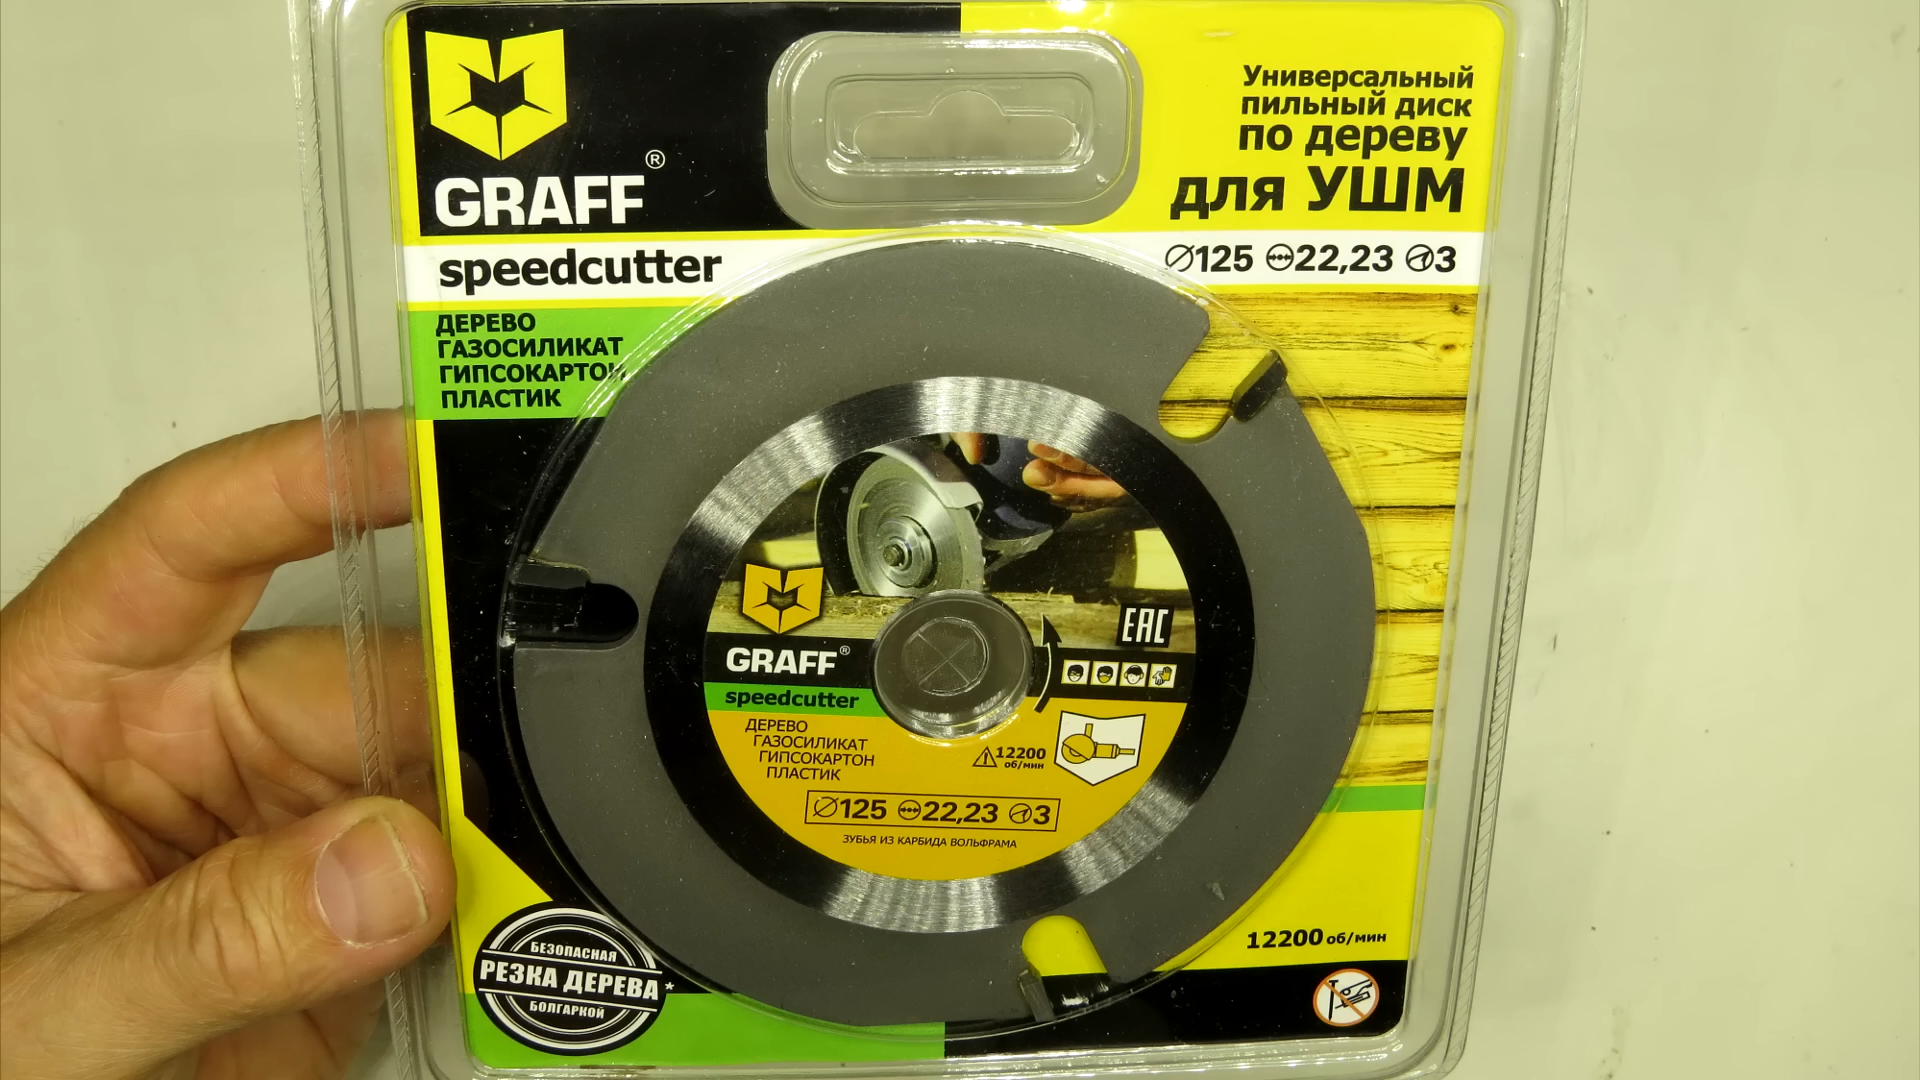 GRAFF®
speedcutter
ДЕРЕВО
ГАЗОСИЛИКАТ
ГИПСОКАРТОН
ПЛАСТИК
Универсальный
пильный диск
по дереву
для УШМ
⌀125 22,23 3
EAC
GRAFF®
speedcutter
ДЕРЕВО
ГАЗОСИЛИКАТ
ГИПСОКАРТОН
ПЛАСТИК
12200
об/мин
⌀125 22,23 3
ЗУБЬЯ ИЗ КАРБИДА ВОЛЬФРАМА
БЕЗОПАСНАЯ
РЕЗКА ДЕРЕВА*
БОЛГАРКОЙ
12200 об/мин